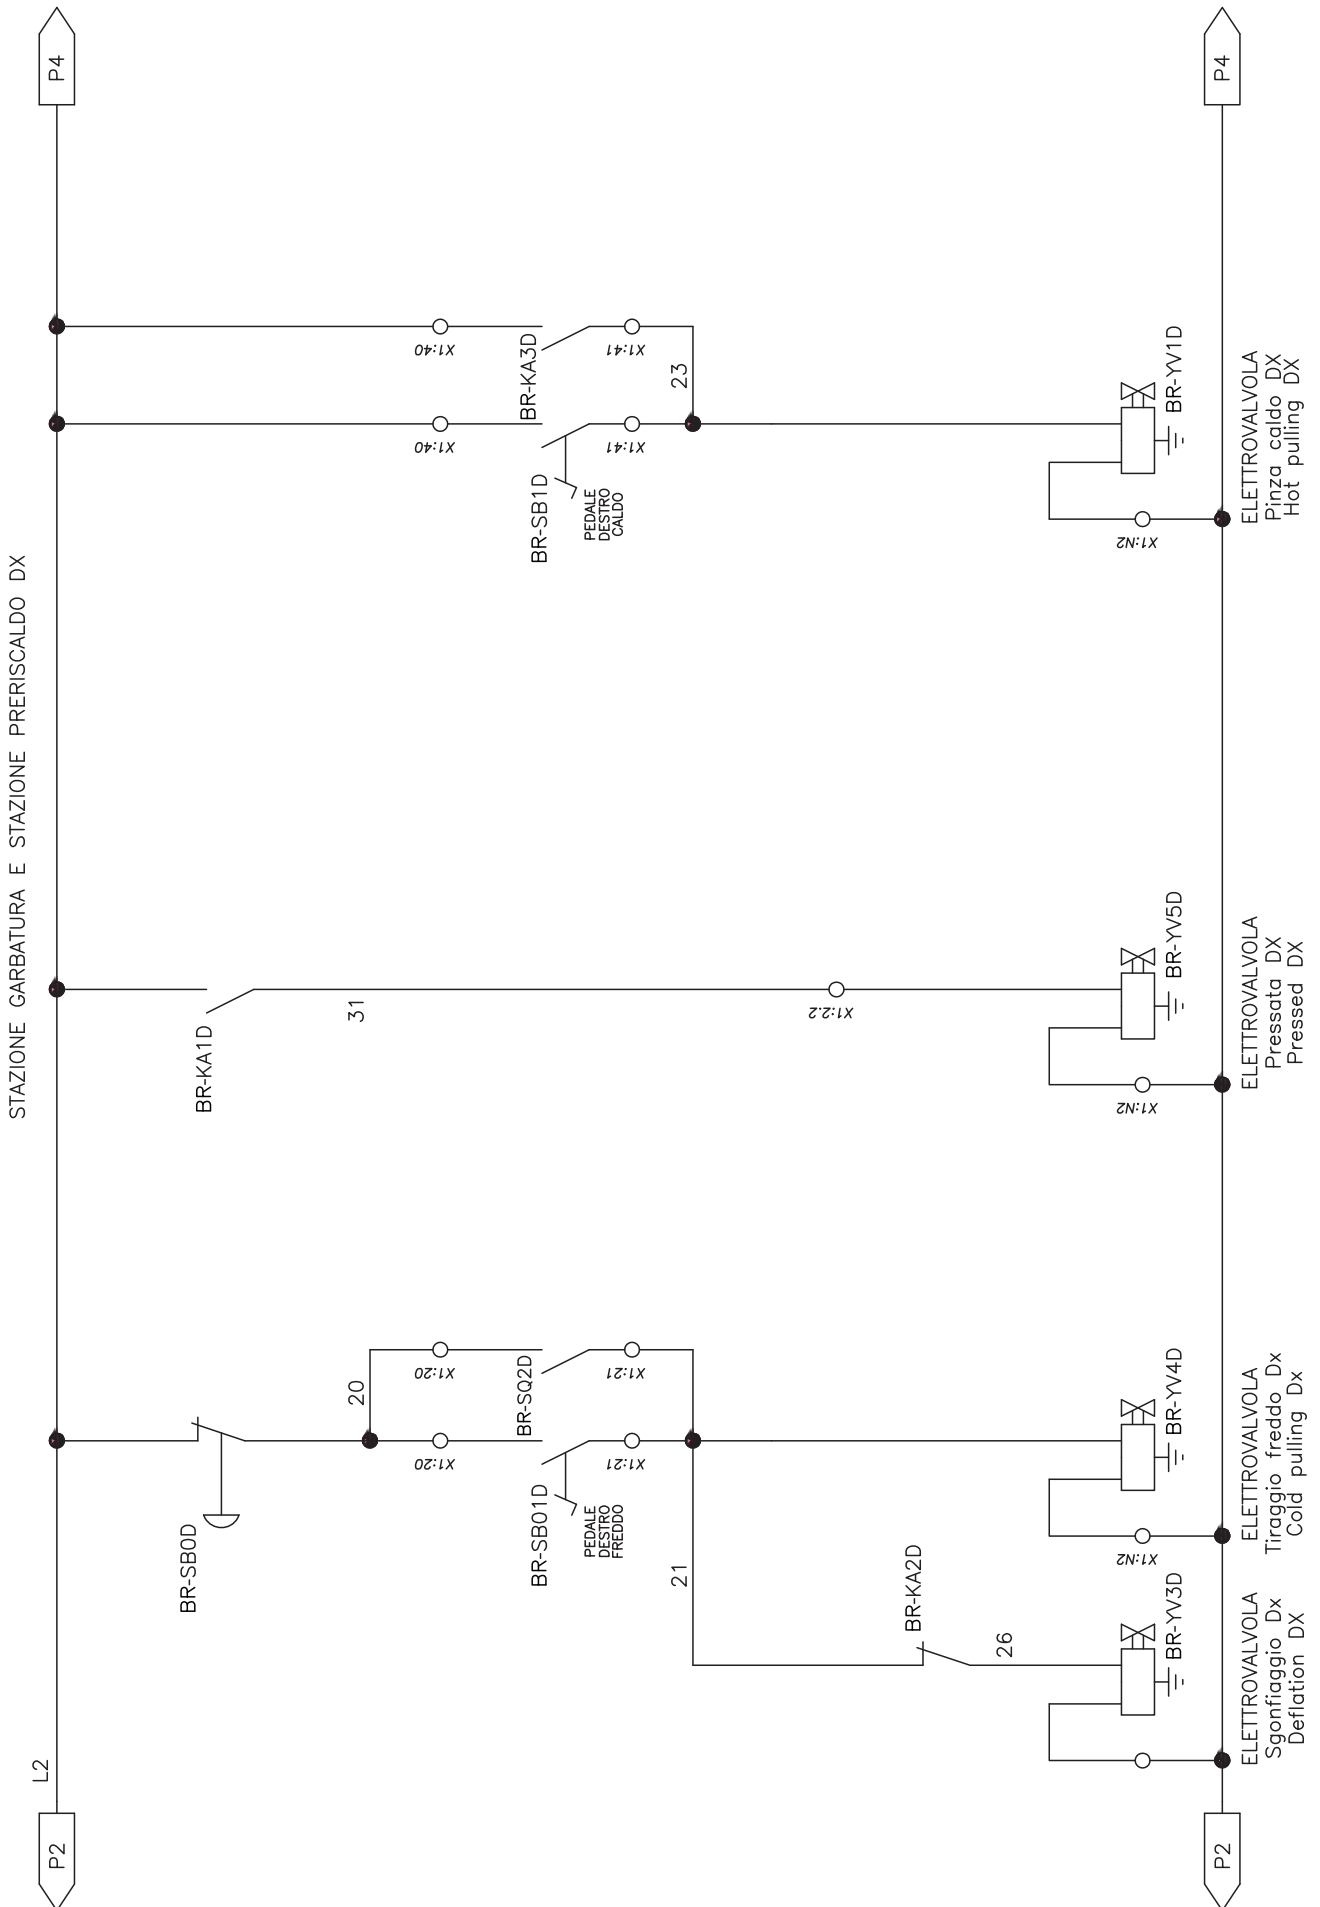 STAZIONE GARBATURA E STAZIONE PRERISCALDO DX
P2
L2
P4
BR-SB0D
20
X1:20
X1:20
BR-SB01D
PEDALE
DESTRO
FREDDO
BR-SQ2D
X1:21
X1:21
21
BR-KA2D
26
BR-KA1D
31
X1:2.2
X1:40
X1:40
BR-SB1D
PEDALE
DESTRO
CALDO
BR-KA3D
X1:41
X1:41
23
BR-YV3D
X1:N2
BR-YV4D
X1:N2
BR-YV5D
X1:N2
BR-YV1D
P2
P4
ELETTROVALVOLA
Sgonfiaggio Dx
Deflation DX
ELETTROVALVOLA
Tiraggio freddo Dx
Cold pulling Dx
ELETTROVALVOLA
Pressata DX
Pressed DX
ELETTROVALVOLA
Pinza caldo DX
Hot pulling DX